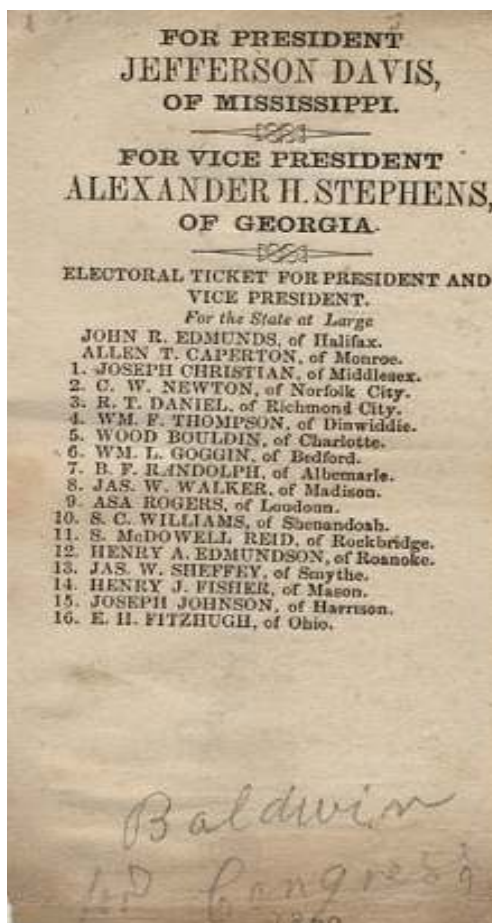 FOR PRESIDENT
JEFFERSON DAVIS,
OF MISSISSIPPI.
FOR VICE PRESIDENT
ALEXANDER H. STEPHENS,
OF GEORGIA.
ELECTORAL TICKET FOR PRESIDENT AND
VICE PRESIDENT.
For the State at Large
JOHN R. EDMUNDS, of Halifax.
ALLEN T. CAPERTON, of Monroe.
1. JOSEPH CHRISTIAN, of Middlesex.
2. C. W. NEWTON, of Norfolk City.
3. R. T. DANIEL, of Richmond City.
4. WM. F. THOMPSON, of Dinwiddie.
5. WOOD BOULDIN, of Charlotte.
6. WM. L. GOGGIN, of Bedford.
7. B. F. RANDOLPH, of Albemarle.
8. JAS. W. WALKER, of Madison.
9. ASA ROGERS, of Loudoun.
10. S. C. WILLIAMS, of Shenandoah.
11. S. McDOWELL REID, of Rockbridge.
12. HENRY A. EDMUNDSON, of Roanoke.
13. JAS. W. SHEFFEY, of Smythe.
14. HENRY J. FISHER, of Mason.
15. JOSEPH JOHNSON, of Harrison.
16. E. H. FITZHUGH, of Ohio.
Baldwin
Congress